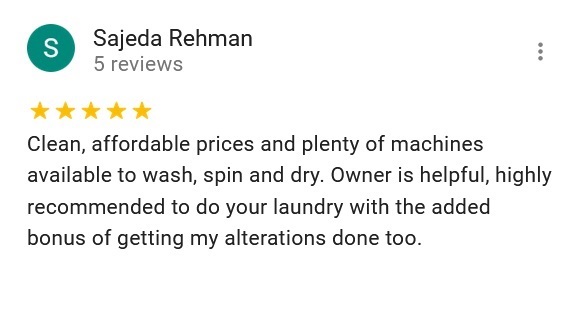 S
Sajeda Rehman
5 reviews
Clean, affordable prices and plenty of machines
available to wash, spin and dry. Owner is helpful, highly
recommended to do your laundry with the added
bonus of getting my alterations done too.